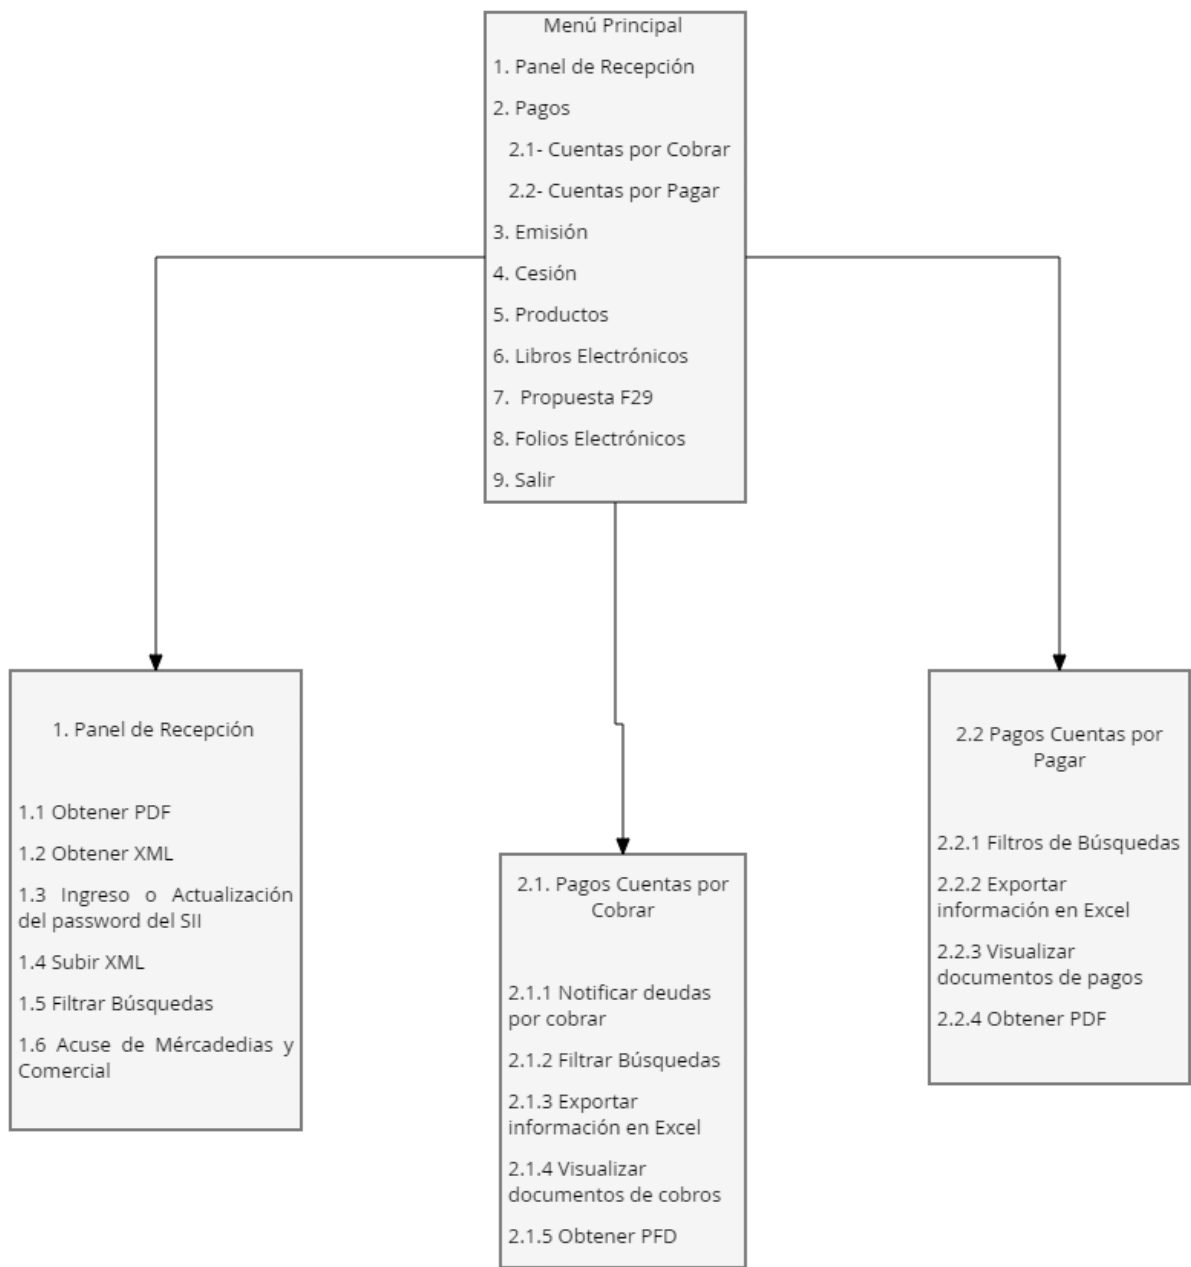 Menú Principal
1. Panel de Recepción
2. Pagos
2.1- Cuentas por Cobrar
2.2- Cuentas por Pagar
3. Emisión
4. Cesión
5. Productos
6. Libros Electrónicos
7. Propuesta F29
8. Folios Electrónicos
9. Salir
1. Panel de Recepción
1.1 Obtener PDF
1.2 Obtener XML
1.3 Ingreso o Actualización
del password del SII
1.4 Subir XML
1.5 Filtrar Búsquedas
1.6 Acuse de Mércadedias y
Comercial
2.1. Pagos Cuentas por
Cobrar
2.1.1 Notificar deudas
por cobrar
2.1.2 Filtrar Búsquedas
2.1.3 Exportar
información en Excel
2.1.4 Visualizar
documentos de cobros
2.1.5 Obtener PFD
2.2 Pagos Cuentas por
Pagar
2.2.1 Filtros de Búsquedas
2.2.2 Exportar
información en Excel
2.2.3 Visualizar
documentos de pagos
2.2.4 Obtener PDF